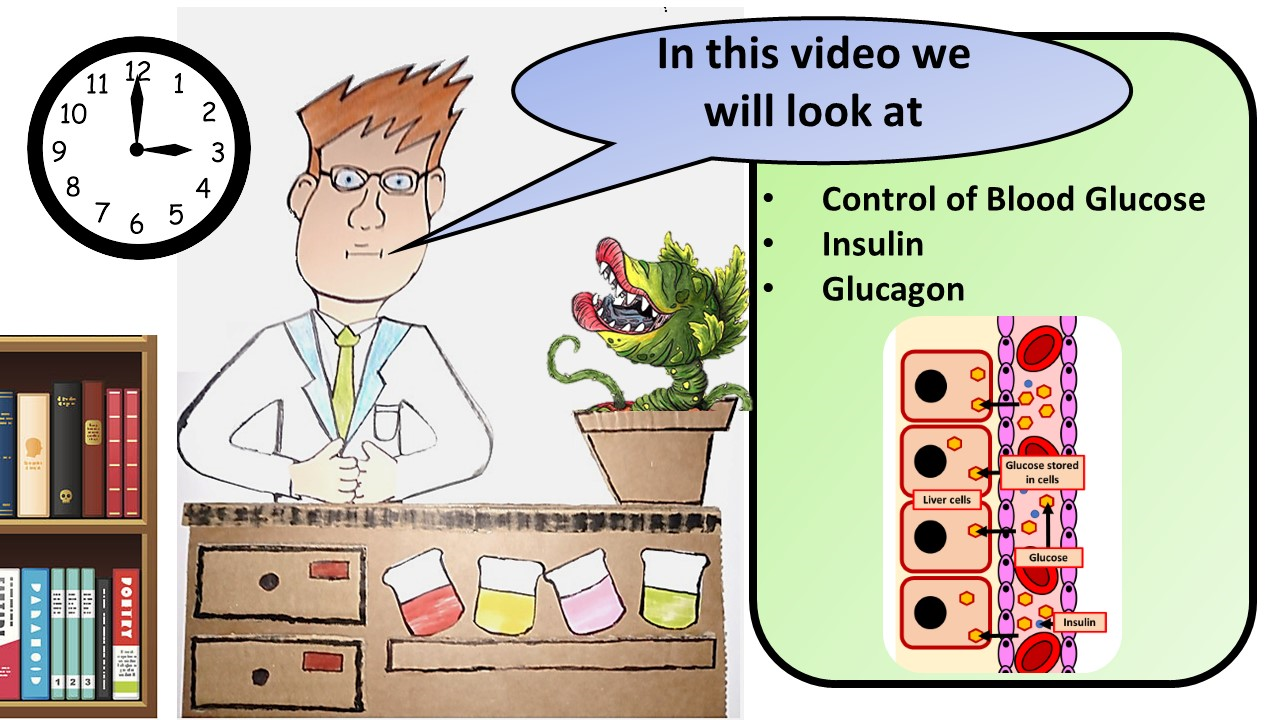 In this video we
will look at
12
11
1
10
2
9
3
8
4
7
5
6
• Control of Blood Glucose
• Insulin
• Glucagon
Glucose stored
in cells
Liver cells
Glucose
Insulin
PARANOID
1 2 3
POETRY